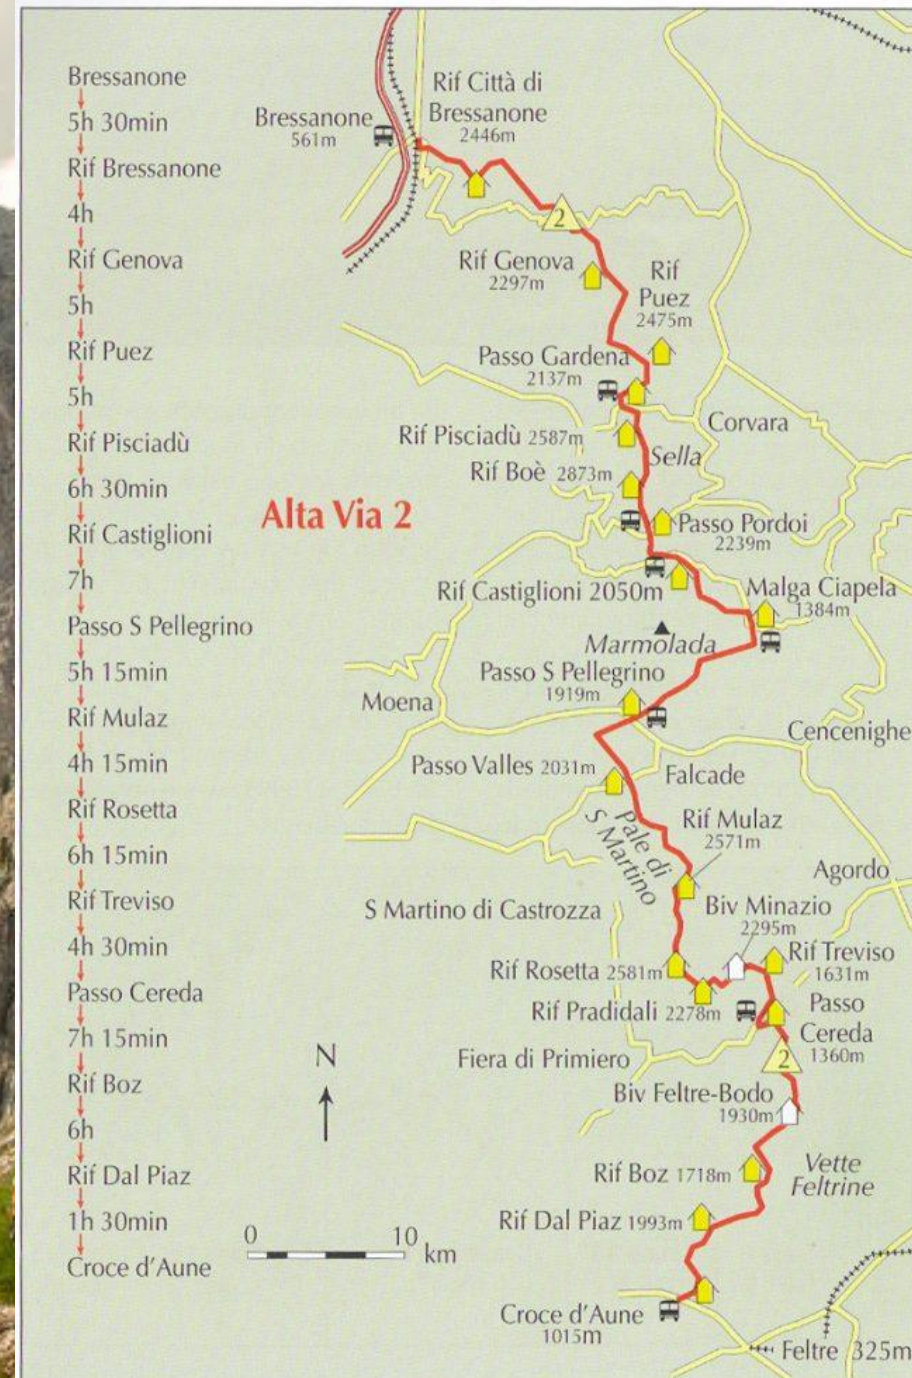 Bressanone
5h 30min
Rif Bressanone
4h
Rif Genova
5h
Rif Puez
5h
Rif Pisciadù
6h 30min
Rif Castiglioni
7h
Passo S Pellegrino
5h 15min
Rif Mulaz
4h 15min
Rif Rosetta
6h 15min
Rif Treviso
4h 30min
Passo Cereda
7h 15min
Rif Boz
6h
Rif Dal Piaz
1h 30min
Croce d'Aune
Alta Via 2
Rif Città di
Bressanone
2446m
Bressanone
561m
2
Rif Genova
2297m
Rif
Puez
2475m
Passo Gardena
2137m
Corvara
Rif Pisciadù 2587m
Sella
Rif Boè 2873m
Passo Pordoi
2239m
Rif Castiglioni 2050m
Malga Ciapela
1384m
Marmolada
Passo S Pellegrino
1919m
Moena
Cencenighe
Passo Valles 2031m
Falcade
Pale di
S Martino
Rif Mulaz
2571m
Agordo
S Martino di Castrozza
Biv Minazio
2295m
Rif Treviso
1631m
Rif Rosetta 2581m
Rif Pradidali 2278m
Passo
Cereda
1360m
Fiera di Primiero
2
Biv Feltre-Bodo
1930m
Rif Boz 1718m
Vette
Feltrine
Rif Dal Piaz 1993m
Croce d'Aune
1015m
Feltre 325m
N
0 10
km